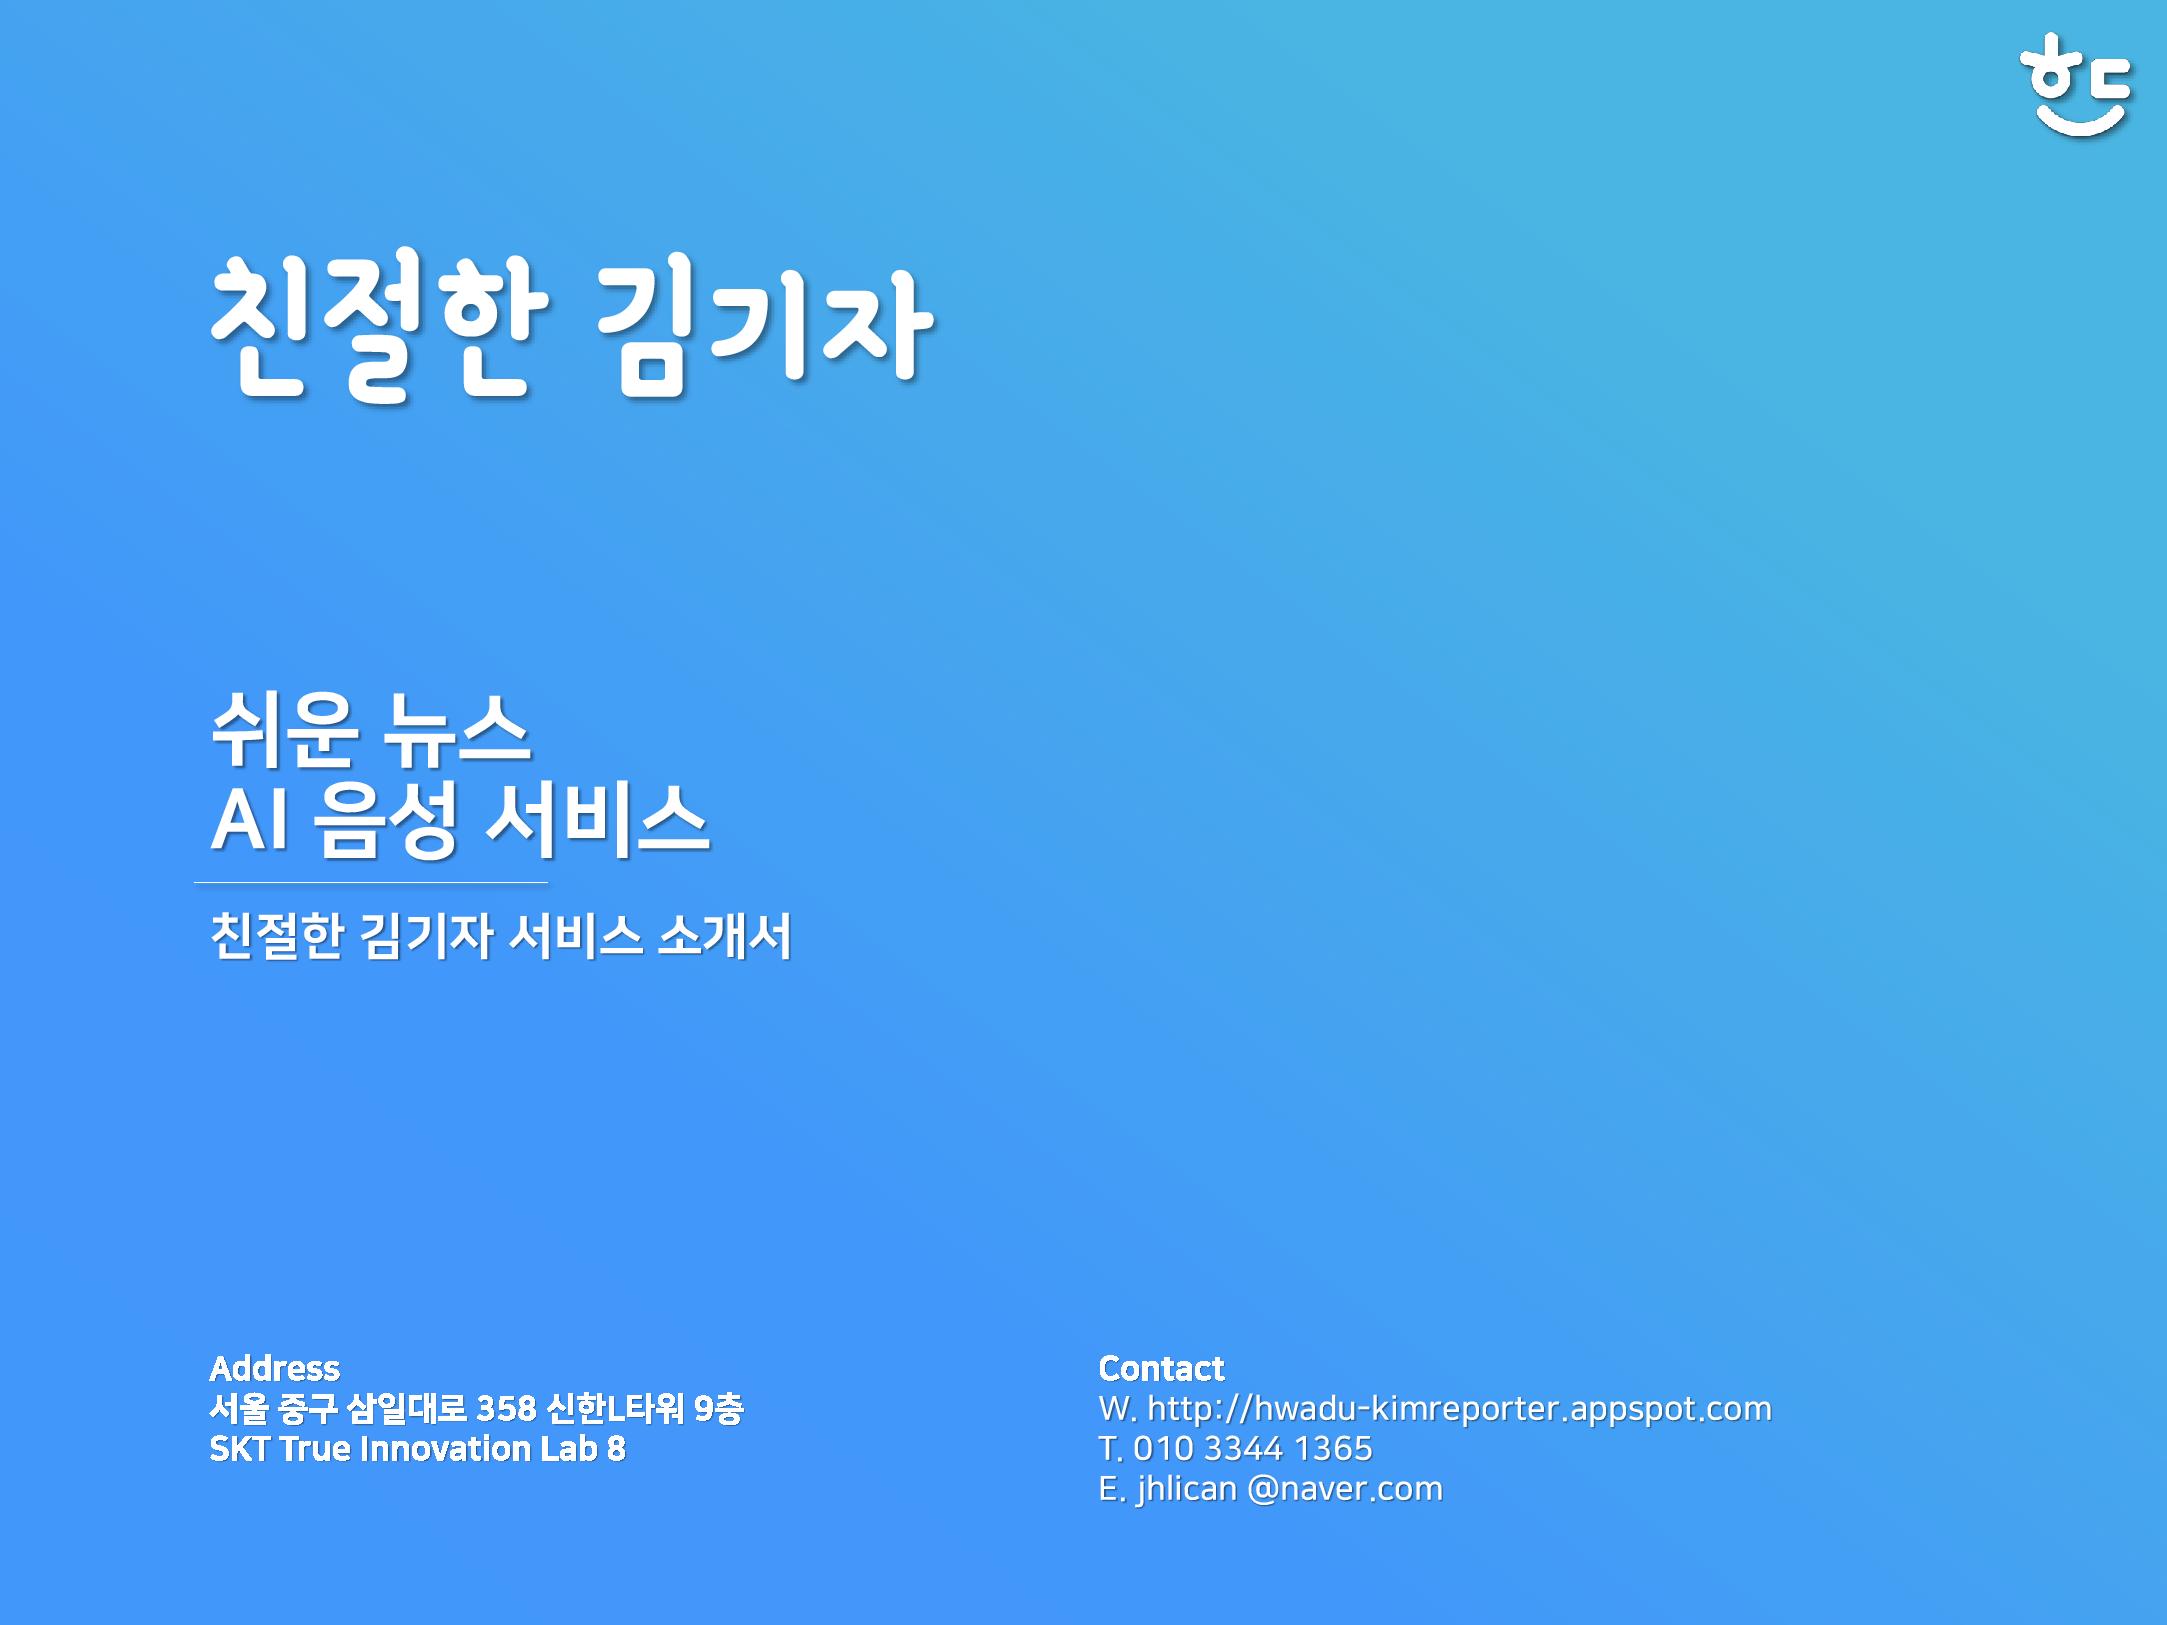 친절한 김기자
쉬운 뉴스
AI 음성 서비스
친절한 김기자 서비스 소개서
Address
서울 중구 삼일대로 358 신한L타워 9층
SKT True Innovation Lab 8
Contact
W. http://hwadu-kimreporter.appspot.com
T. 010 3344 1365
E. jhlican @naver.com